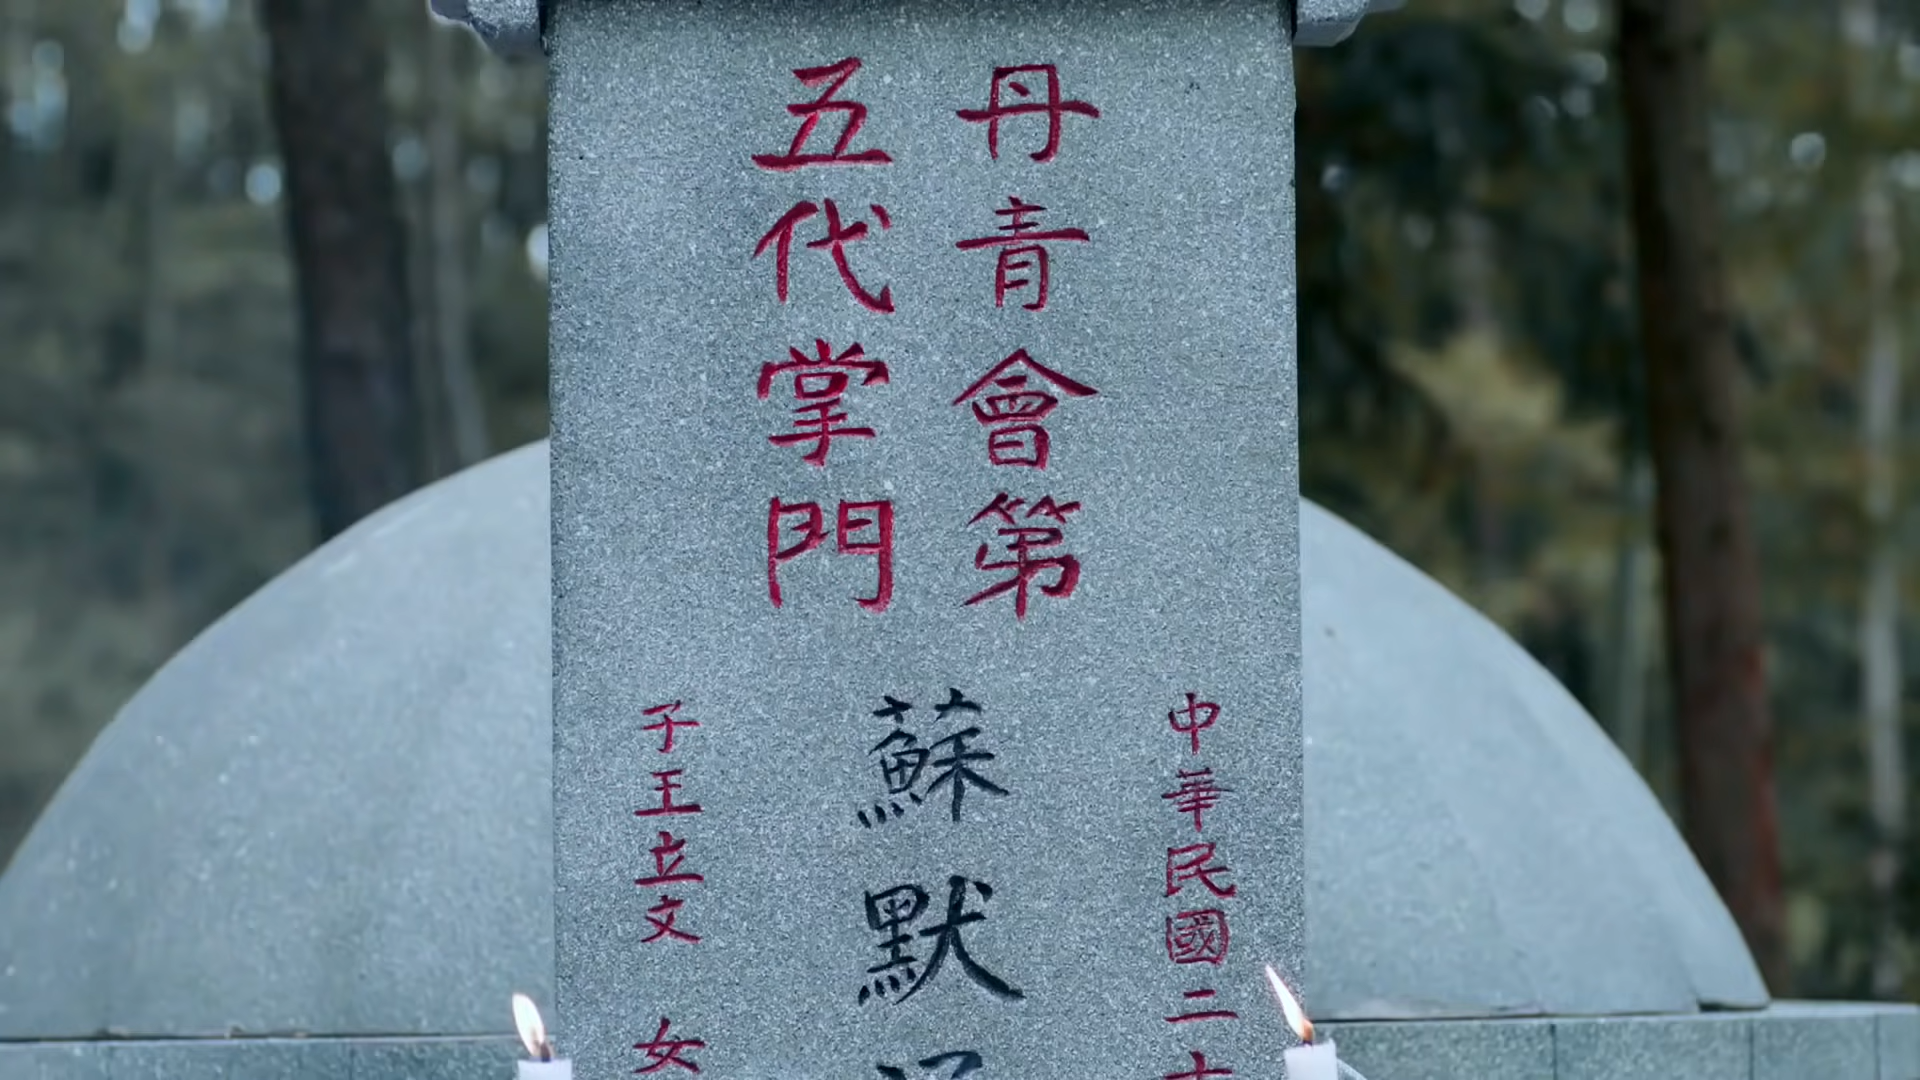 丹青會第
五代掌門
中華民國二十
蘇默
子王立文 女